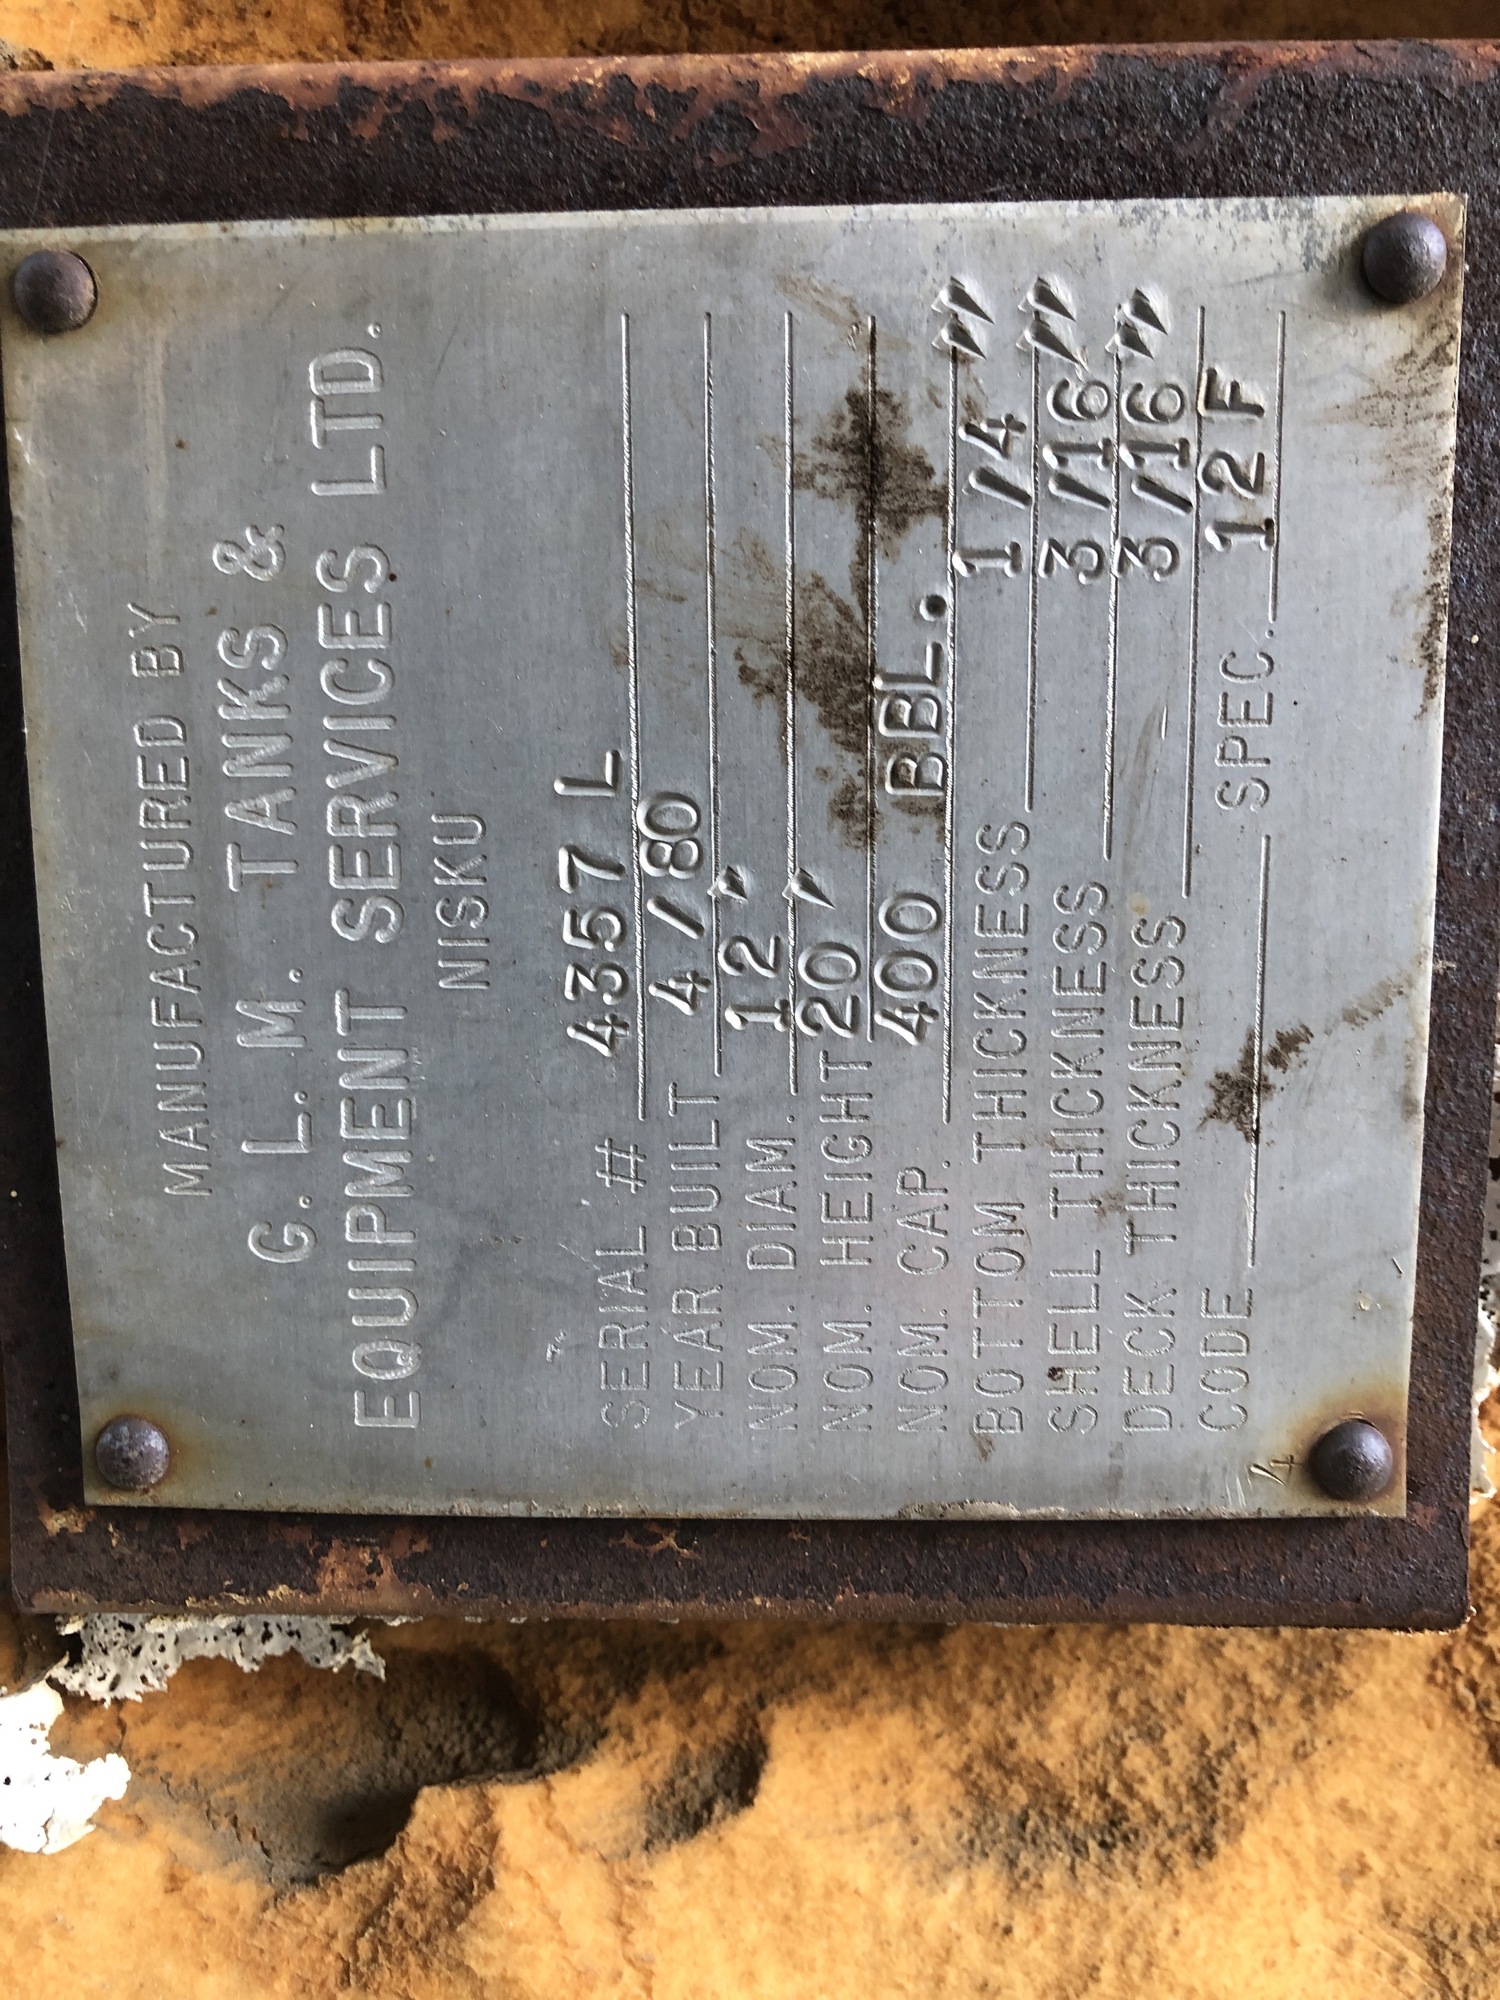 MANUFACTURED BY
G. L. M. TANKS &
EQUIPMENT SERVICES LTD.
NISKU
SERIAL # 4357 L
YEAR BUILT 4/80
NOM. DIAM. 12'
NOM. HEIGHT 20'
NOM. CAP. 400 BBL.
BOTTOM THICKNESS 1/4"
SHELL THICKNESS 3/16"
DECK THICKNESS 3/16"
CODE SPEC. 12F
4